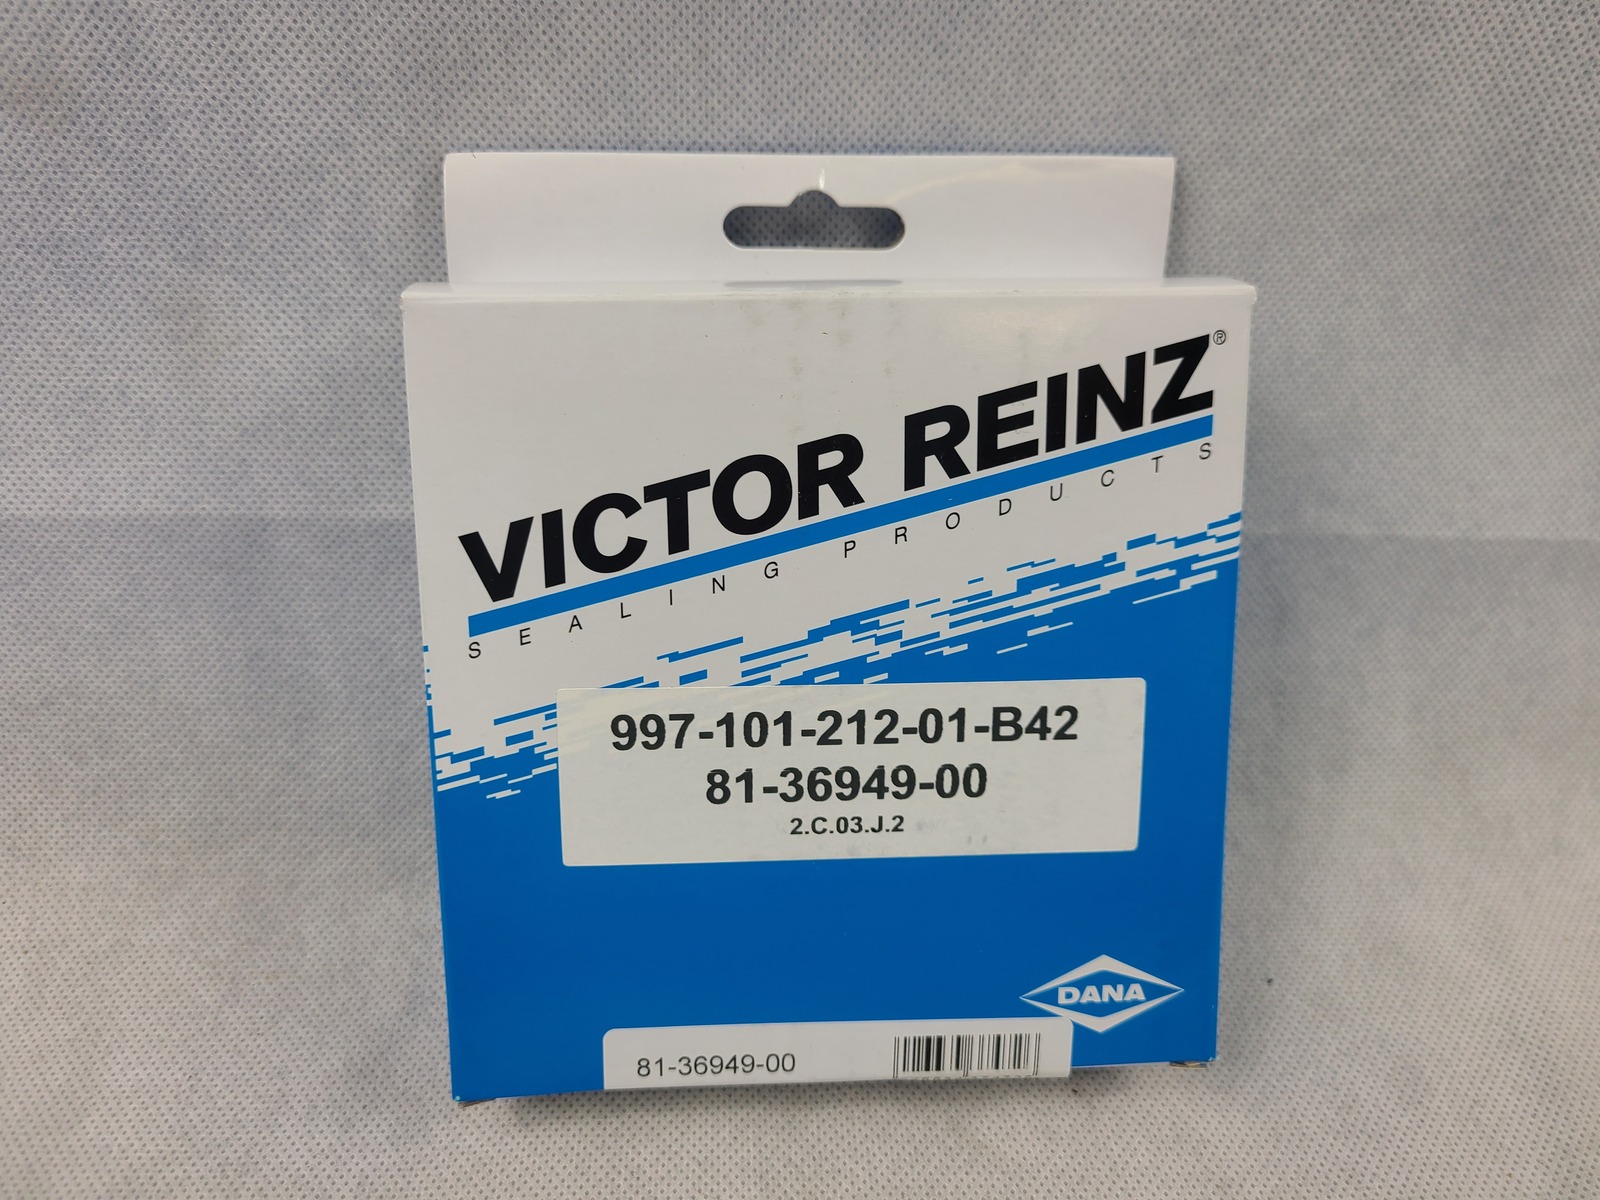 VICTOR REINZ®
SEALING PRODUCTS
997-101-212-01-B42
81-36949-00
2.C.03.J.2
DANA
81-36949-00